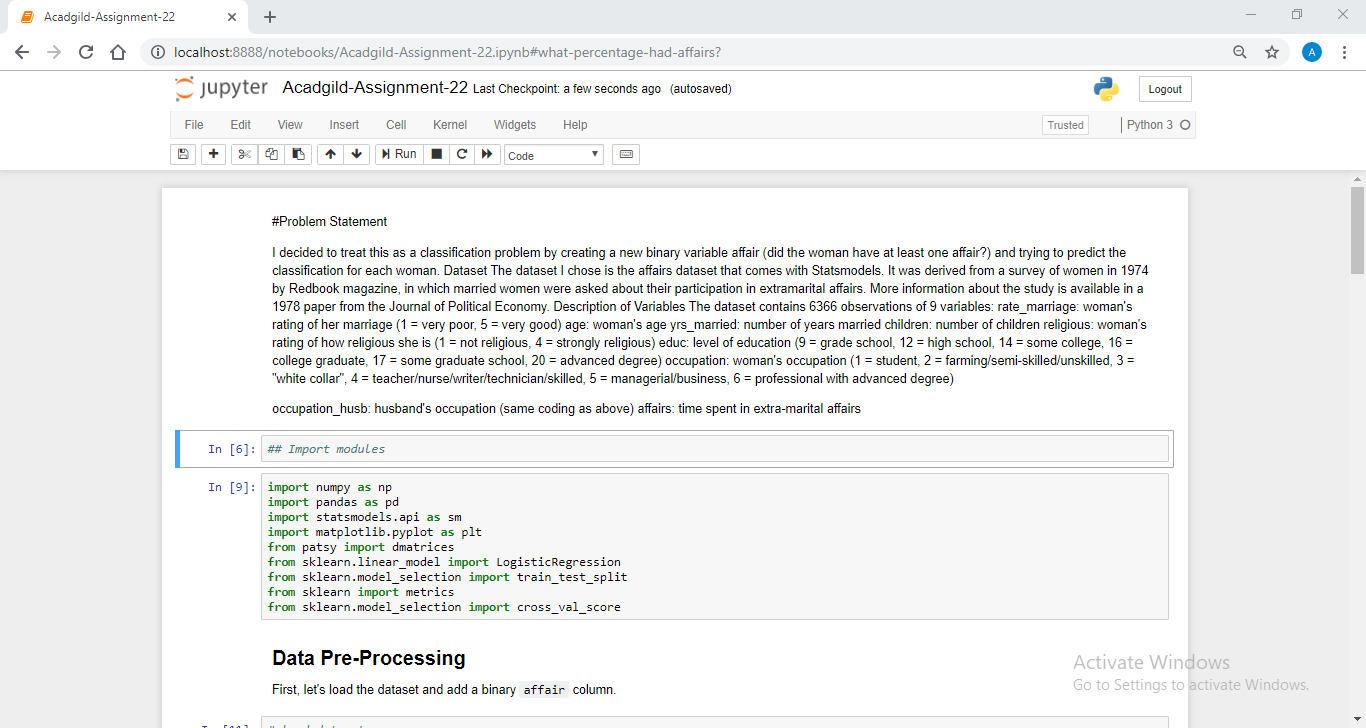 Acadgild-Assignment-22
localhost:8888/notebooks/Acadgild-Assignment-22.ipynb#what-percentage-had-affairs?
A
jupyter Acadgild-Assignment-22 Last Checkpoint: a few seconds ago (autosaved)
Logout
File Edit View Insert Cell Kernel Widgets Help
Trusted
Python 3
Run
Code
#Problem Statement
I decided to treat this as a classification problem by creating a new binary variable affair (did the woman have at least one affair?) and trying to predict the
classification for each woman. Dataset The dataset I chose is the affairs dataset that comes with Statsmodels. It was derived from a survey of women in 1974
by Redbook magazine, in which married women were asked about their participation in extramarital affairs. More information about the study is available in a
1978 paper from the Journal of Political Economy. Description of Variables The dataset contains 6366 observations of 9 variables: rate_marriage: woman's
rating of her marriage (1 = very poor, 5 = very good) age: woman's age yrs_married: number of years married children: number of children religious: woman's
rating of how religious she is (1 = not religious, 4 = strongly religious) educ: level of education (9 = grade school, 12 = high school, 14 = some college, 16 =
college graduate, 17 = some graduate school, 20 = advanced degree) occupation: woman's occupation (1 = student, 2 = farming/semi-skilled/unskilled, 3 =
"white collar", 4 = teacher/nurse/writer/technician/skilled, 5 = managerial/business, 6 = professional with advanced degree)
occupation_husb: husband's occupation (same coding as above) affairs: time spent in extra-marital affairs
In [6]: ## Import modules
In [9]: import numpy as np
import pandas as pd
import statsmodels.api as sm
import matplotlib.pyplot as plt
from patsy import dmatrices
from sklearn.linear_model import LogisticRegression
from sklearn.model_selection import train_test_split
from sklearn import metrics
from sklearn.model_selection import cross_val_score
Data Pre-Processing
First, let's load the dataset and add a binary affair column.
Activate Windows
Go to Settings to activate Windows.